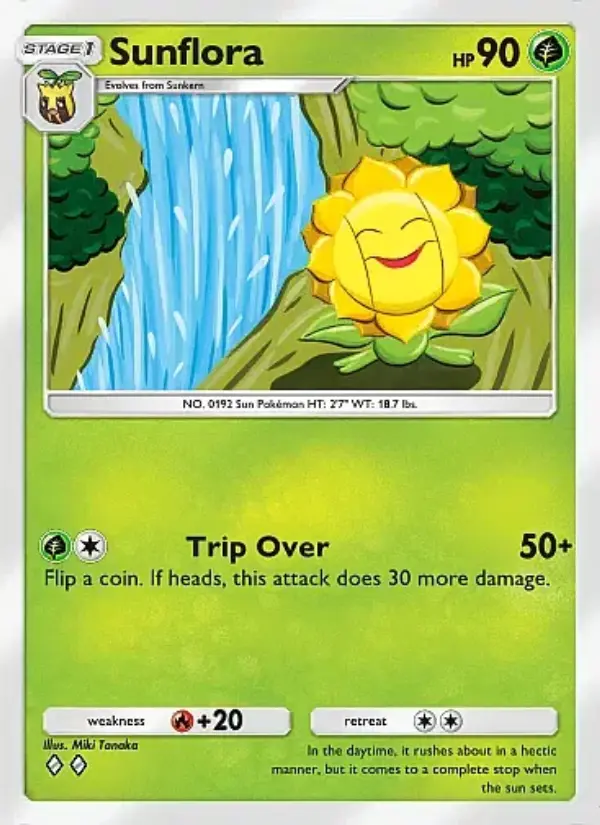 STAGE 1 Sunflora HP 90
Evolves from Sunkern
NO. 0192 Sun Pokémon HT: 2'7" WT: 18.7 lbs.
Trip Over 50+
Flip a coin. If heads, this attack does 30 more damage.
weakness +20 retreat
Illus. Miki Tanaka
In the daytime, it rushes about in a hectic
manner, but it comes to a complete stop when
the sun sets.